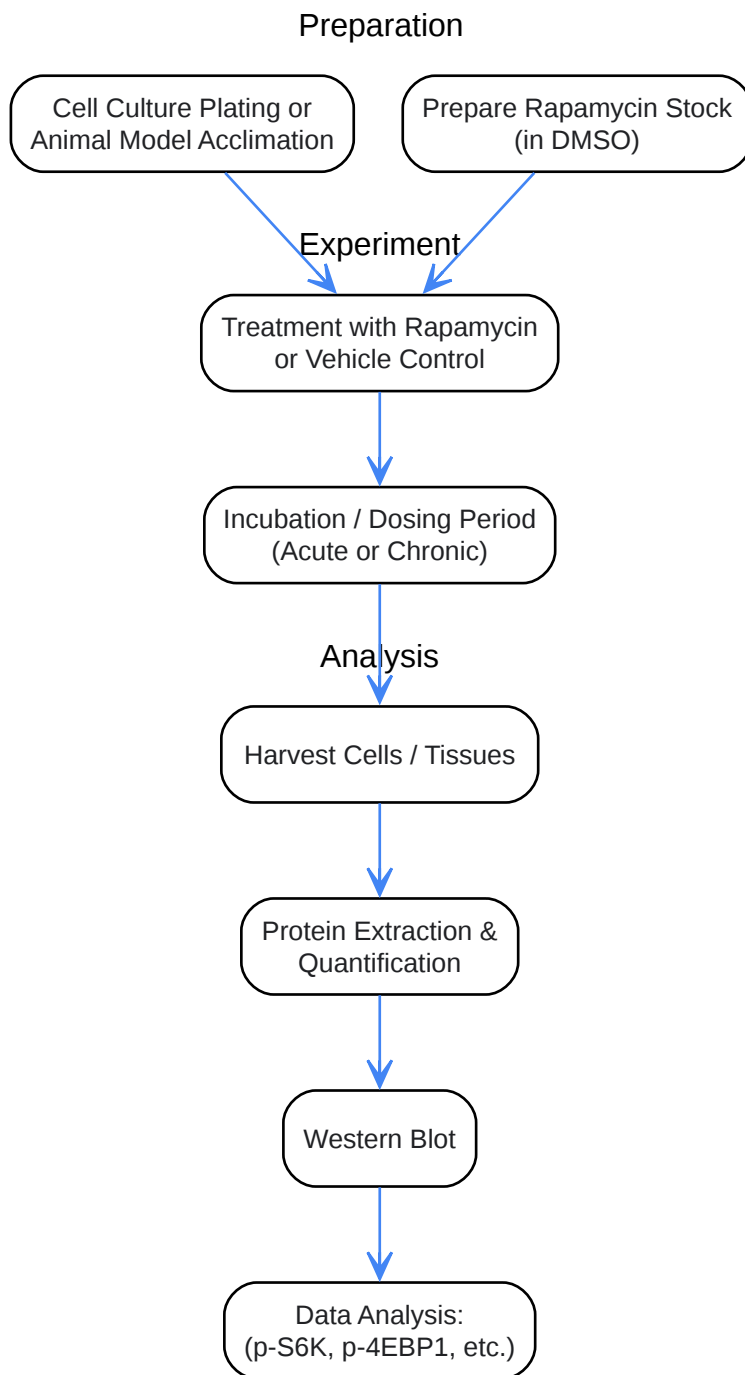 Preparation
Cell Culture Plating or
Animal Model Acclimation
Prepare Rapamycin Stock
(in DMSO)
Experiment
Treatment with Rapamycin
or Vehicle Control
Incubation / Dosing Period
(Acute or Chronic)
Analysis
Harvest Cells / Tissues
Protein Extraction &
Quantification
Western Blot
Data Analysis:
(p-S6K, p-4EBP1, etc.)